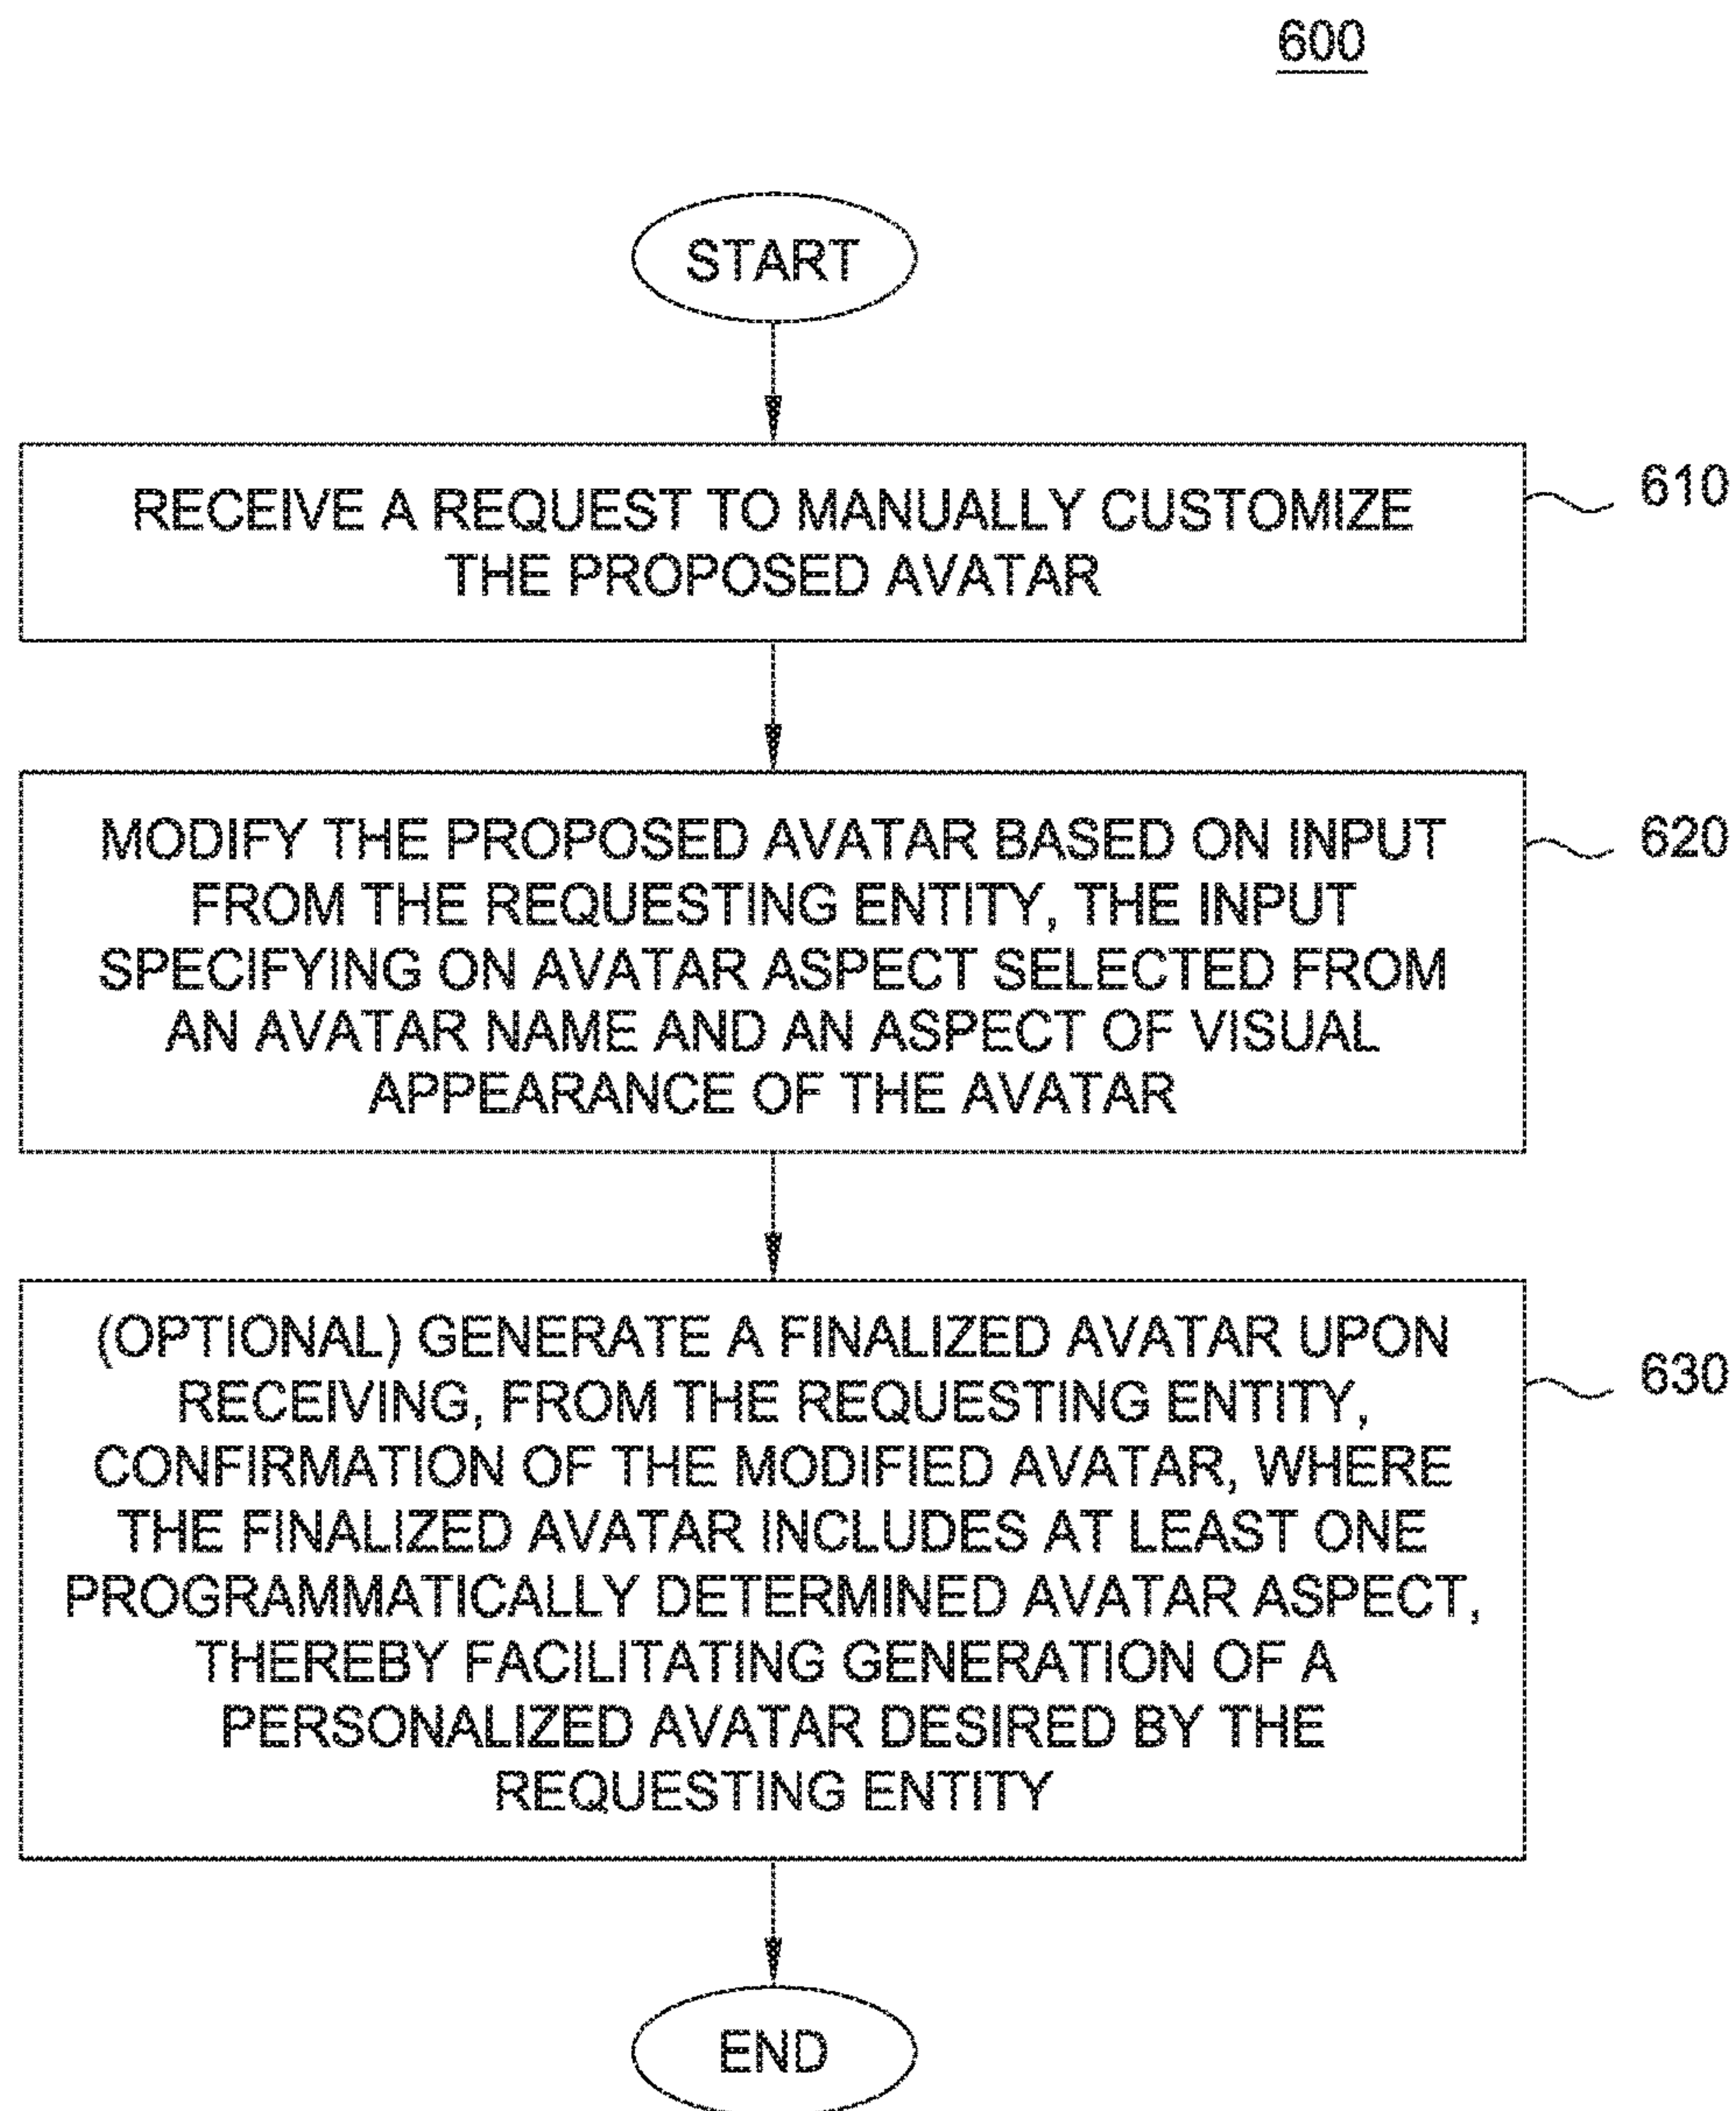 600
START
RECEIVE A REQUEST TO MANUALLY CUSTOMIZE
THE PROPOSED AVATAR
610
MODIFY THE PROPOSED AVATAR BASED ON INPUT
FROM THE REQUESTING ENTITY, THE INPUT
SPECIFYING ON AVATAR ASPECT SELECTED FROM
AN AVATAR NAME AND AN ASPECT OF VISUAL
APPEARANCE OF THE AVATAR
620
(OPTIONAL) GENERATE A FINALIZED AVATAR UPON
RECEIVING, FROM THE REQUESTING ENTITY,
CONFIRMATION OF THE MODIFIED AVATAR, WHERE
THE FINALIZED AVATAR INCLUDES AT LEAST ONE
PROGRAMMATICALLY DETERMINED AVATAR ASPECT,
THEREBY FACILITATING GENERATION OF A
PERSONALIZED AVATAR DESIRED BY THE
REQUESTING ENTITY
630
END